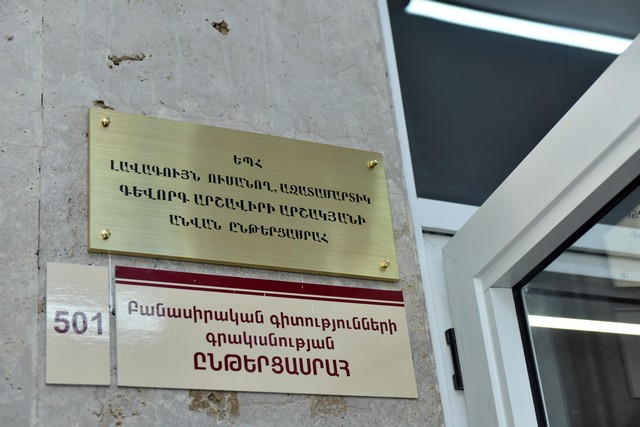 ԵՊՀ
ԼԱՎԱԳՈՒՅՆ ՈՒՍԱՆՈՂ, ԱԶԱՏԱՄԱՐՏԻԿ
ԳԵՎՈՐԳ ԱՐՇԱՎԻՐԻ ԱՐՇԱԿՅԱՆԻ
ԱՆՎԱՆ ԸՆԹԵՐՑԱՍՐԱՀ
501
Բանասիրական գիտությունների
գրականության
ԸՆԹԵՐՑԱՍՐԱՀ